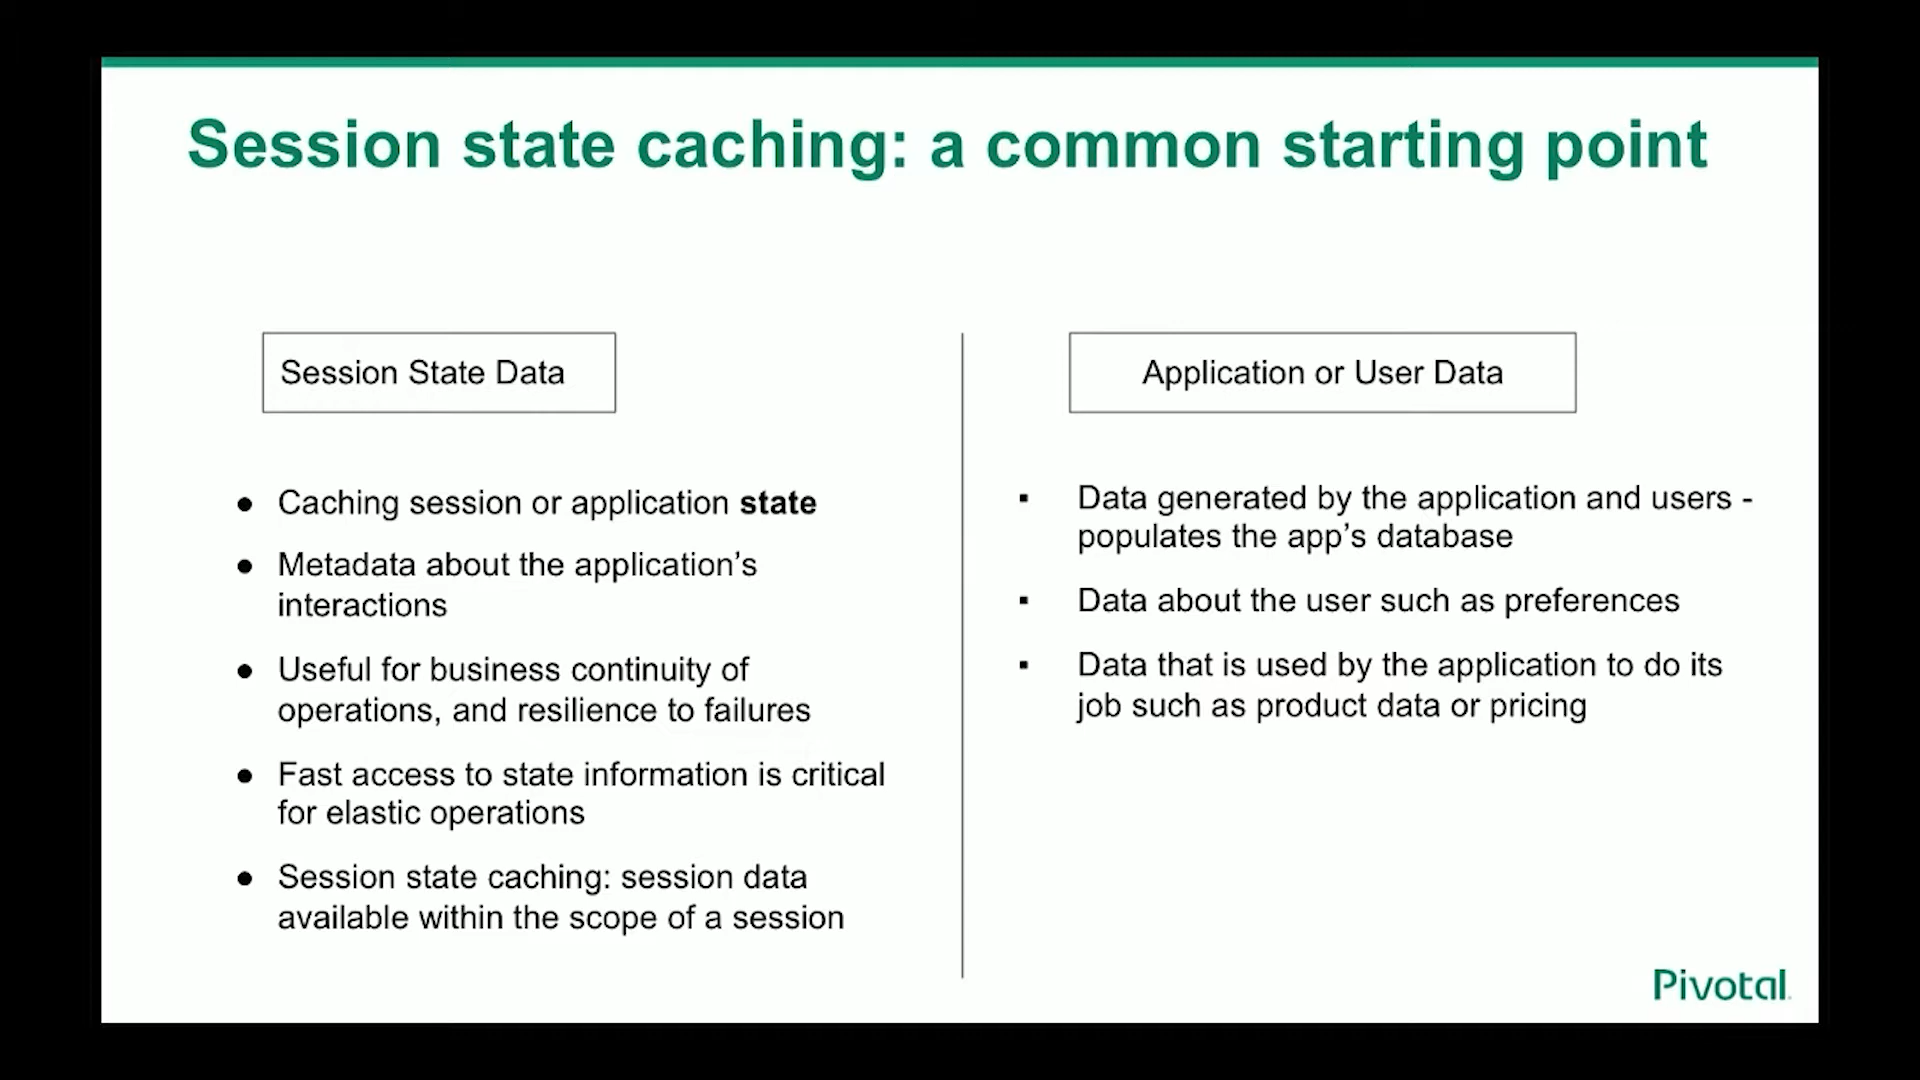 Session state caching: a common starting point
Session State Data
● Caching session or application state
● Metadata about the application’s
interactions
● Useful for business continuity of
operations, and resilience to failures
● Fast access to state information is critical
for elastic operations
● Session state caching: session data
available within the scope of a session
Application or User Data
▪ Data generated by the application and users -
populates the app’s database
▪ Data about the user such as preferences
▪ Data that is used by the application to do its
job such as product data or pricing
Pivotal